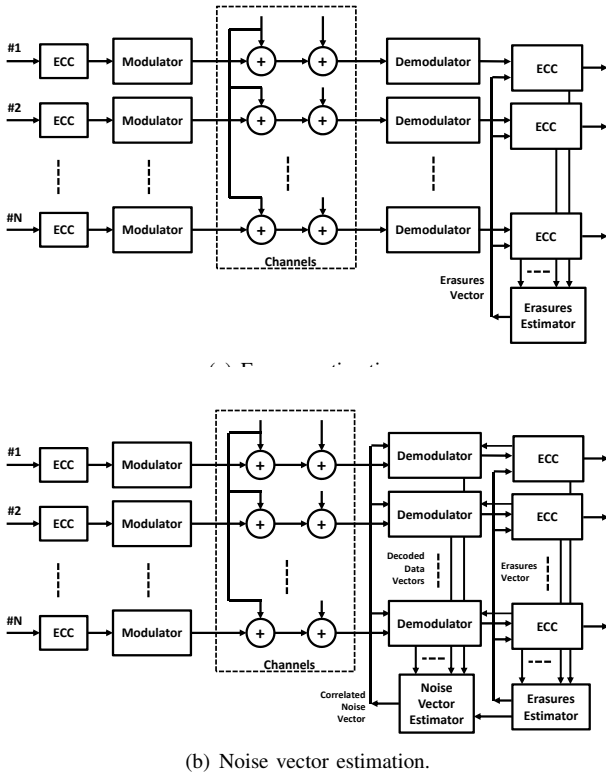 #1
ECC
Modulator
+
+
Demodulator
ECC
#2
ECC
Modulator
+
+
Demodulator
ECC
#N
ECC
Modulator
+
+
Demodulator
ECC
Channels
Erasures
Vector
Erasures
Estimator
#1
ECC
Modulator
+
+
Demodulator
ECC
#2
ECC
Modulator
+
+
Demodulator
ECC
Decoded
Data
Vectors
Erasures
Vector
#N
ECC
Modulator
+
+
Demodulator
ECC
Channels
Correlated
Noise
Vector
Noise
Vector
Estimator
Erasures
Estimator
(b) Noise vector estimation.